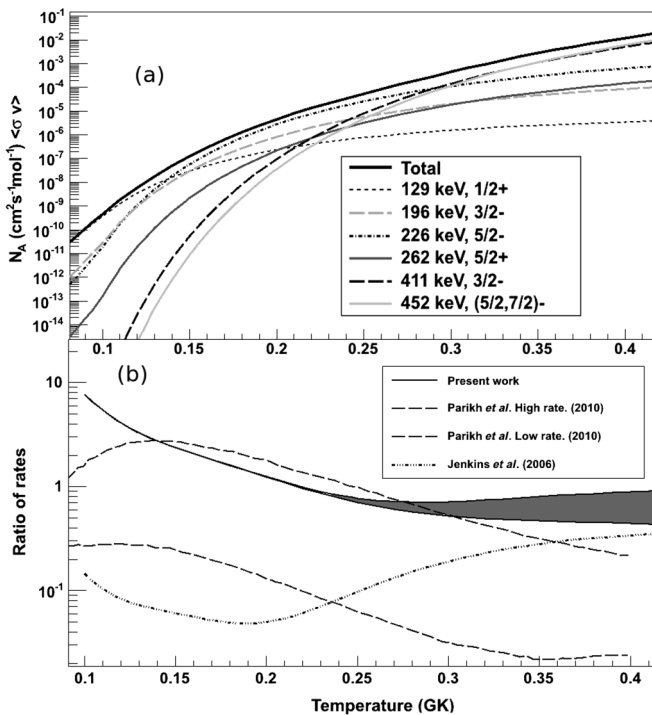 10⁻¹
10⁻²
10⁻³
10⁻⁴
10⁻⁵
10⁻⁶
10⁻⁷
10⁻⁸
10⁻⁹
10⁻¹⁰
10⁻¹¹
10⁻¹²
10⁻¹³
10⁻¹⁴
N_A (cm²s⁻¹mol⁻¹) <σ v>
(a)
Total
129 keV, 1/2+
196 keV, 3/2-
226 keV, 5/2-
262 keV, 5/2+
411 keV, 3/2-
452 keV, (5/2,7/2)-
0.1 0.15 0.2 0.25 0.3 0.35 0.4
(b)
Present work
Parikh et al. High rate. (2010)
Parikh et al. Low rate. (2010)
Jenkins et al. (2006)
10
1
10⁻¹
Ratio of rates
0.1 0.15 0.2 0.25 0.3 0.35 0.4
Temperature (GK)